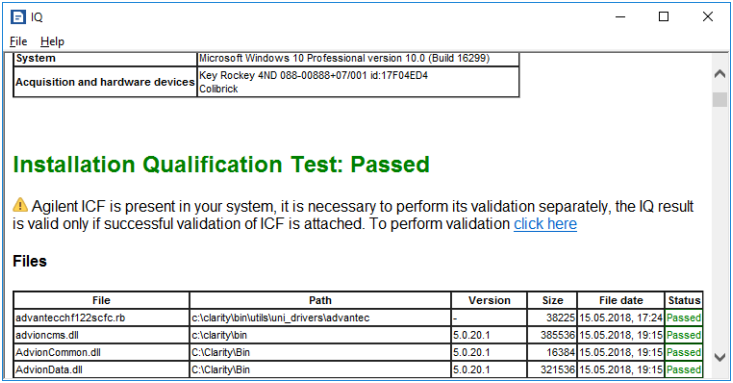 IQ
File Help
System Microsoft Windows 10 Professional version 10.0 (Build 16299)
Acquisition and hardware devices Key Rockey 4ND 088-00888+07/001 id:17F04ED4
Colibrick
Installation Qualification Test: Passed
Agilent ICF is present in your system, it is necessary to perform its validation separately, the IQ result
is valid only if successful validation of ICF is attached. To perform validation click here
Files
File Path Version Size File date Status
advantecchf122scfc.rb c:\clarity\bin\utils\uni_drivers\advantec - 38225 15.05.2018, 17:24 Passed
advioncms.dll c:\clarity\bin 5.0.20.1 385536 15.05.2018, 19:15 Passed
AdvionCommon.dll C:\Clarity\Bin 5.0.20.1 16384 15.05.2018, 19:15 Passed
AdvionData.dll C:\Clarity\Bin 5.0.20.1 321536 15.05.2018, 19:15 Passed